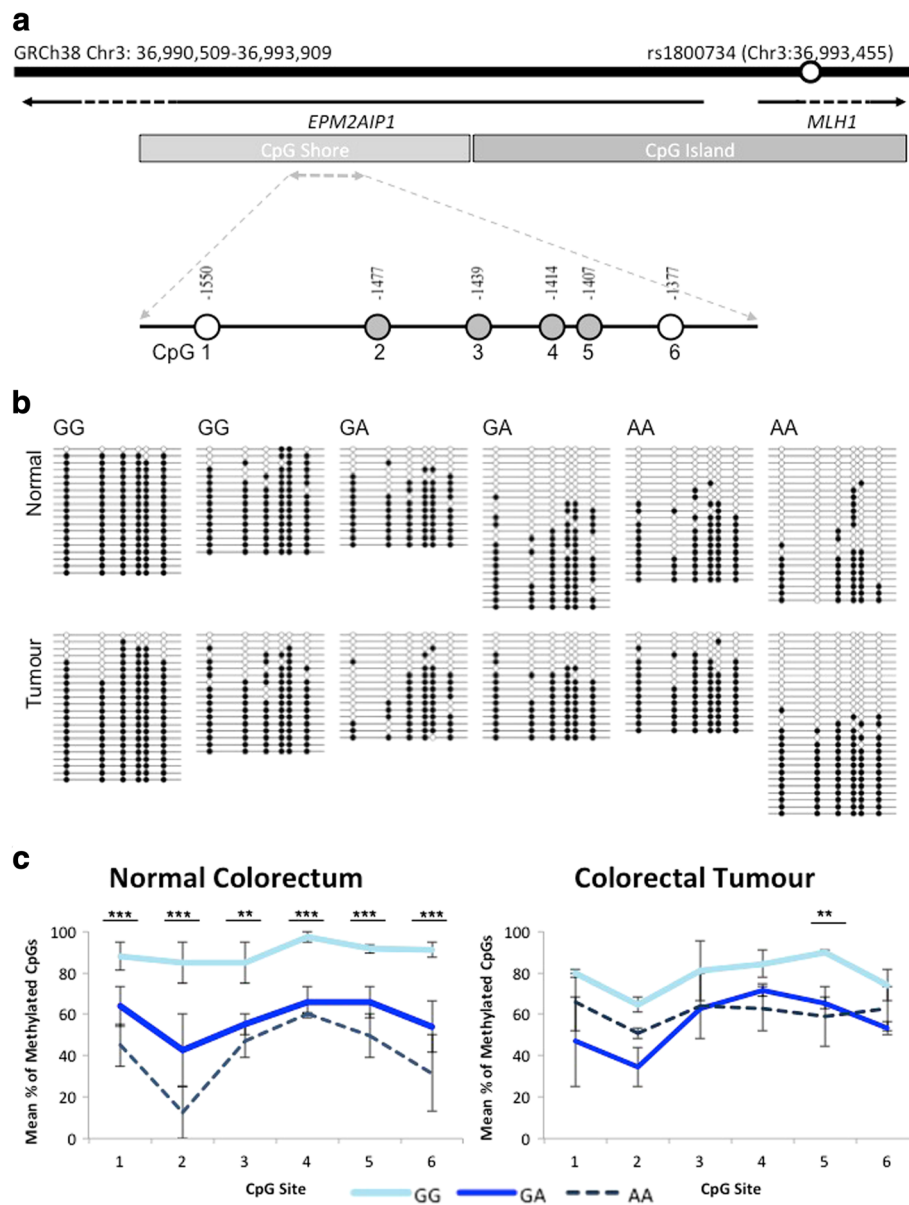 a
GRCh38 Chr3: 36,990,509-36,993,909 rs1800734 (Chr3:36,993,455)
EPM2AIP1 MLH1
CpG Shore CpG Island
-1550 -1477 -1439 -1414 -1407 -1377
CpG 1 2 3 4 5 6
b
GG GG GA GA AA AA
Normal
Tumour
c
Normal Colorectum Colorectal Tumour
*** *** ** *** *** *** **
Mean % of Methylated CpGs
100
80
60
40
20
0
1 2 3 4 5 6
CpG Site
Mean % of Methylated CpGs
100
80
60
40
20
0
1 2 3 4 5 6
CpG Site
GG GA AA